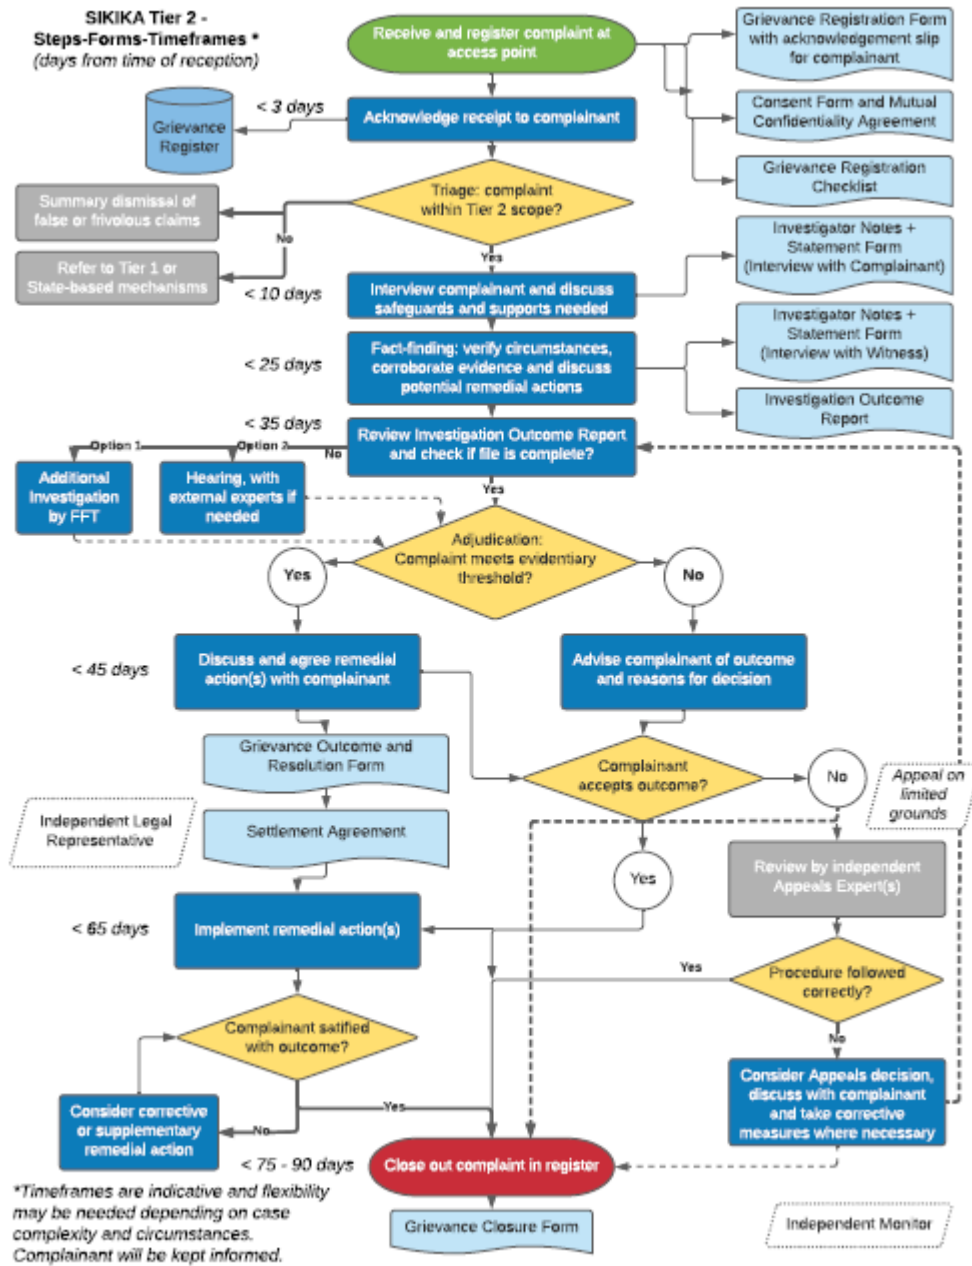 SIKIKA Tier 2 -
Steps-Forms-Timeframes *
(days from time of reception)
Receive and register complaint at
access point
Grievance Registration Form
with acknowledgement slip
for complainant
< 3 days
Acknowledge receipt to complainant
Consent Form and Mutual
Confidentiality Agreement
Grievance
Register
Grievance Registration
Checklist
Triage: complaint
within Tier 2 scope?
Summary dismissal of
false or frivolous claims
No
Refer to Tier 1 or
State-based mechanisms
Yes
Investigator Notes +
Statement Form
(Interview with Complainant)
< 10 days
Interview complainant and discuss
safeguards and supports needed
Investigator Notes +
Statement Form
(Interview with Witness)
< 25 days
Fact-finding: verify circumstances,
corroborate evidence and discuss
potential remedial actions
Investigation Outcome
Report
< 35 days
Review Investigation Outcome Report
and check if file is complete?
Option 1
Option 2
No
Additional
Investigation
by FFT
Hearing, with
external experts if
needed
Yes
Adjudication:
Complaint meets evidentiary
threshold?
Yes
No
< 45 days
Discuss and agree remedial
action(s) with complainant
Advise complainant of outcome
and reasons for decision
Grievance Outcome and
Resolution Form
Complainant
accepts outcome?
No
Appeal on
limited
grounds
Independent Legal
Representative
Settlement Agreement
Yes
Review by independent
Appeals Expert(s)
< 65 days
Implement remedial action(s)
Yes
Procedure followed
correctly?
Complainant satified
with outcome?
No
Consider corrective
or supplementary
remedial action
No
Yes
Consider Appeals decision,
discuss with complainant
and take corrective
measures where necessary
< 75 - 90 days
Close out complaint in register
*Timeframes are indicative and flexibility
may be needed depending on case
complexity and circumstances.
Complainant will be kept informed.
Grievance Closure Form
Independent Monitor